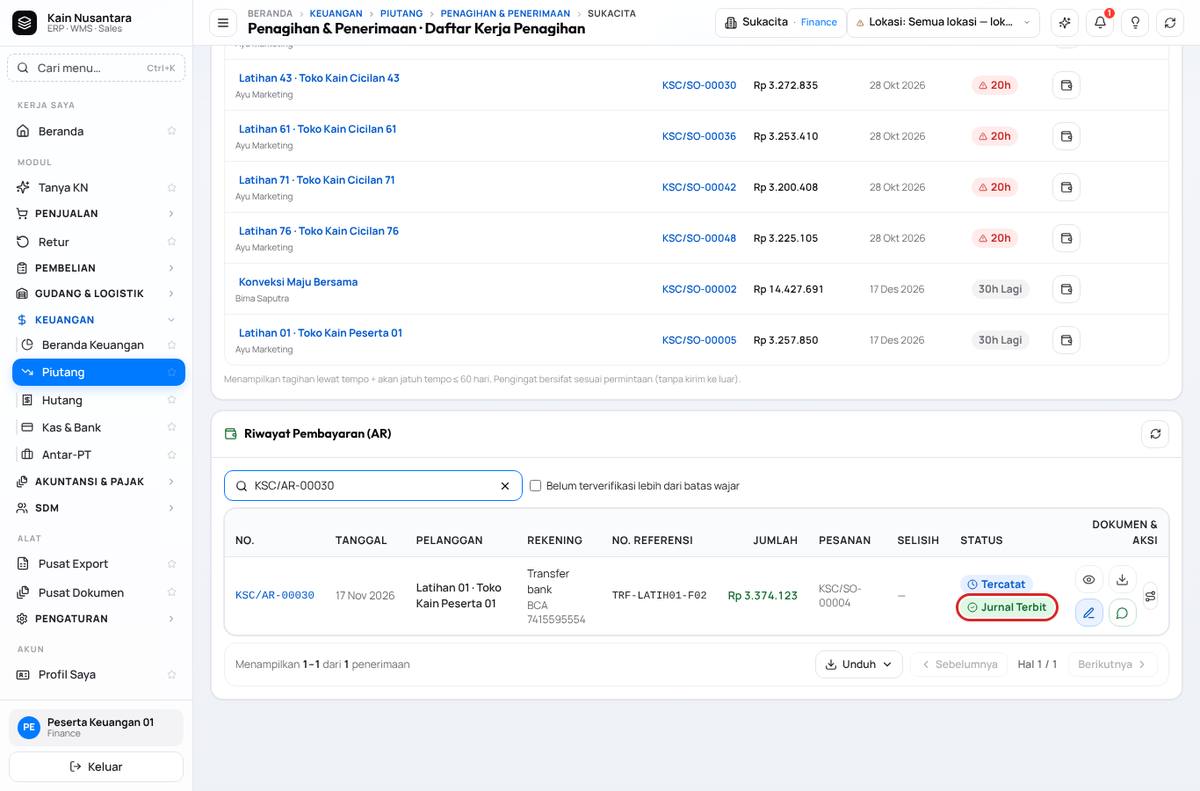 Kain Nusantara
ERP · WMS · Sales
Cari menu...
Ctrl+K
KERJA SAYA
Beranda
MODUL
Tanya KN
PENJUALAN
Retur
PEMBELIAN
GUDANG & LOGISTIK
KEUANGAN
Beranda Keuangan
Piutang
Hutang
Kas & Bank
Antar-PT
AKUNTANSI & PAJAK
SDM
ALAT
Pusat Export
Pusat Dokumen
PENGATURAN
AKUN
Profil Saya
PE
Peserta Keuangan 01
Finance
Keluar
BERANDA › KEUANGAN › PIUTANG › PENAGIHAN & PENERIMAAN › SUKACITA
Penagihan & Penerimaan · Daftar Kerja Penagihan
Sukacita · Finance
Lokasi: Semua lokasi — lok...
1
Ayu Marketing
Latihan 43 · Toko Kain Cicilan 43
Ayu Marketing
KSC/SO-00030 Rp 3.272.835 28 Okt 2026 20h
Latihan 61 · Toko Kain Cicilan 61
Ayu Marketing
KSC/SO-00036 Rp 3.253.410 28 Okt 2026 20h
Latihan 71 · Toko Kain Cicilan 71
Ayu Marketing
KSC/SO-00042 Rp 3.200.408 28 Okt 2026 20h
Latihan 76 · Toko Kain Cicilan 76
Ayu Marketing
KSC/SO-00048 Rp 3.225.105 28 Okt 2026 20h
Konveksi Maju Bersama
Bima Saputra
KSC/SO-00002 Rp 14.427.691 17 Des 2026 30h Lagi
Latihan 01 · Toko Kain Peserta 01
Ayu Marketing
KSC/SO-00005 Rp 3.257.850 17 Des 2026 30h Lagi
Menampilkan tagihan lewat tempo + akan jatuh tempo ≤ 60 hari. Pengingat bersifat sesuai permintaan (tanpa kirim ke luar).
Riwayat Pembayaran (AR)
KSC/AR-00030
Belum terverifikasi lebih dari batas wajar
NO. TANGGAL PELANGGAN REKENING NO. REFERENSI JUMLAH PESANAN SELISIH STATUS DOKUMEN &
AKSI
KSC/AR-00030
17 Nov 2026
Latihan 01 · Toko
Kain Peserta 01
Transfer
bank
BCA
7415595554
TRF-LATIH01-F02
Rp 3.374.123
KSC/SO-
00004
—
Tercatat
Jurnal Terbit
Menampilkan 1–1 dari 1 penerimaan
Unduh
Sebelumnya
Hal 1 / 1
Berikutnya